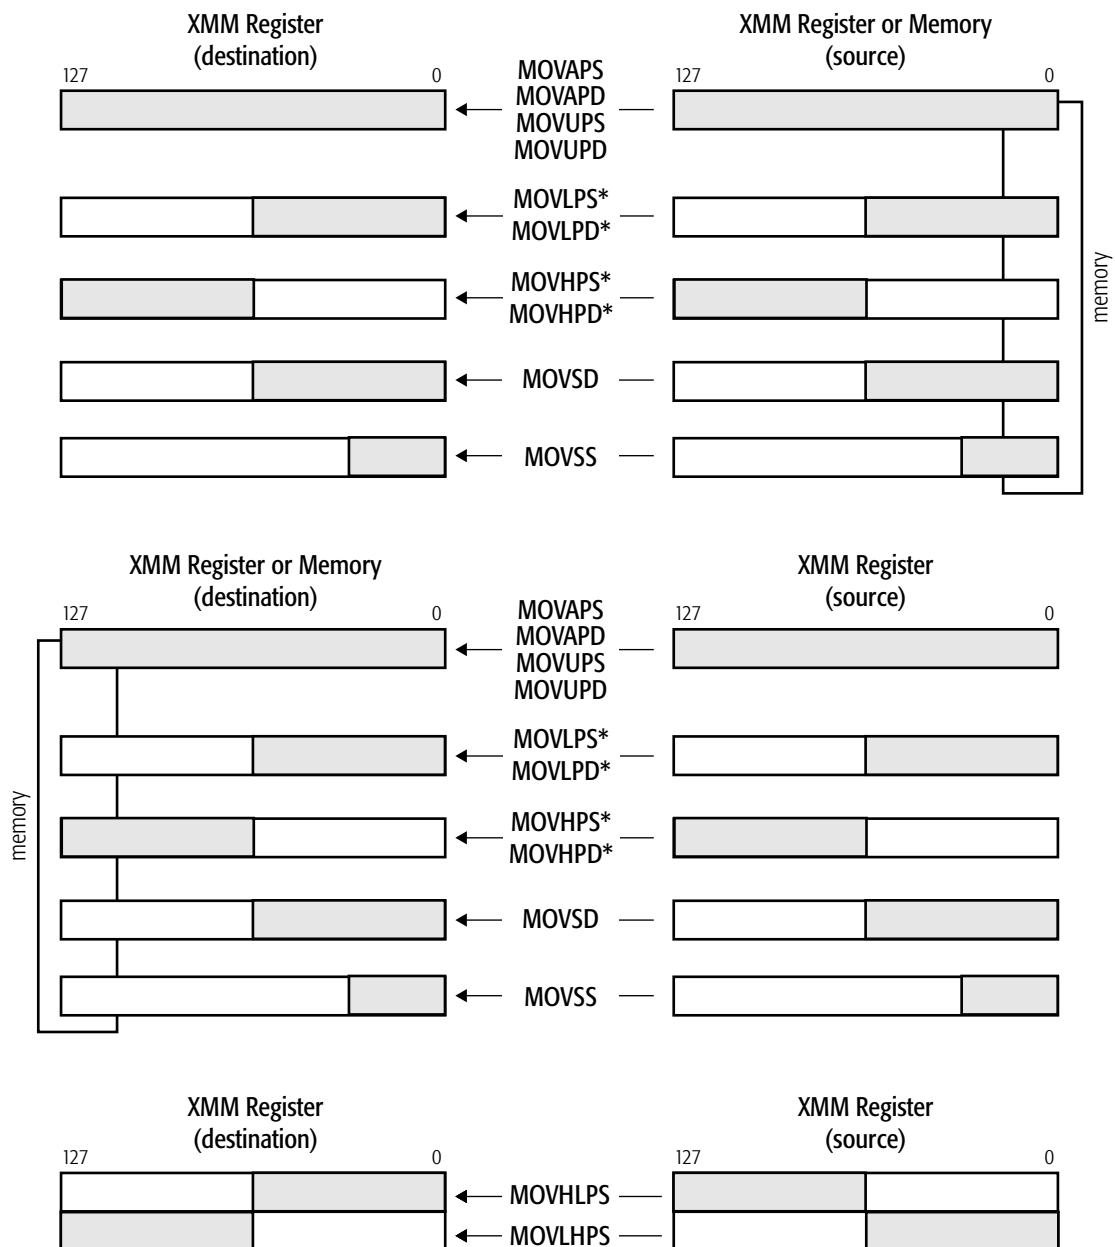 XMM Register
(destination)
XMM Register or Memory
(source)
127 0
127 0
MOVAPS
MOVAPD
MOVUPS
MOVUPD
MOVLPS*
MOVLPD*
MOVHPS*
MOVHPD*
MOVSD
MOVSS
memory
XMM Register or Memory
(destination)
XMM Register
(source)
127 0
127 0
MOVAPS
MOVAPD
MOVUPS
MOVUPD
MOVLPS*
MOVLPD*
MOVHPS*
MOVHPD*
MOVSD
MOVSS
memory
XMM Register
(destination)
XMM Register
(source)
127 0
127 0
MOVHLPS
MOVLHPS